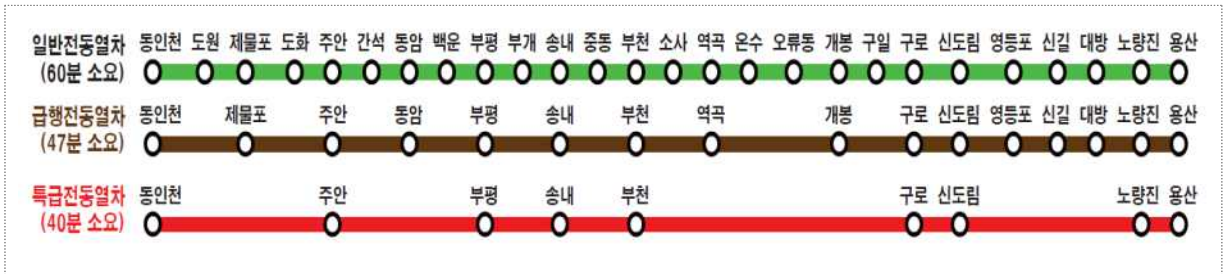 일반전동열차 동인천 도원 제물포 도화 주안 간석 동암 백운 부평 부개 송내 중동 부천 소사 역곡 온수 오류동 개봉 구일 구로 신도림 영등포 신길 대방 노량진 용산
(60분 소요)
급행전동열차 동인천 제물포 주안 동암 부평 송내 부천 역곡 개봉 구로 신도림 영등포 신길 대방 노량진 용산
(47분 소요)
특급전동열차 동인천 주안 부평 송내 부천 구로 신도림 노량진 용산
(40분 소요)